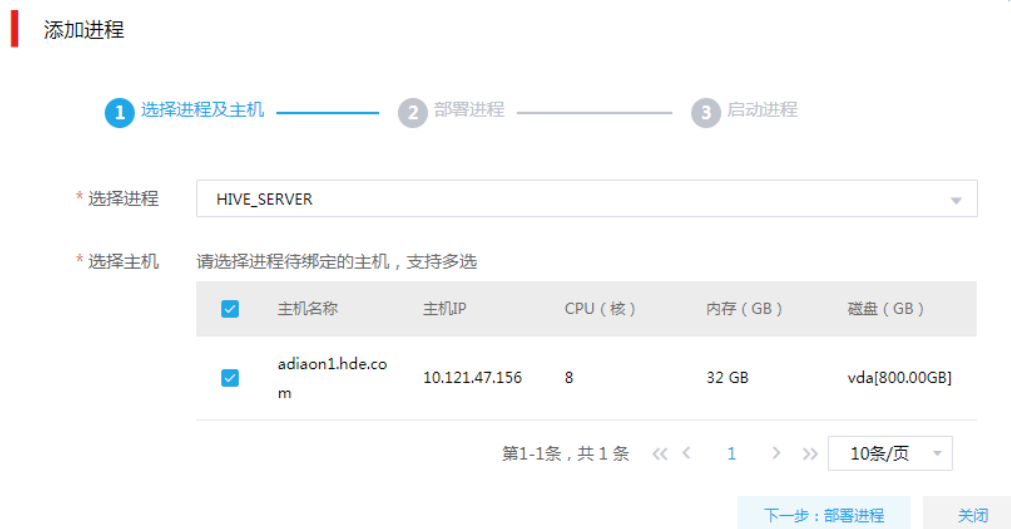 添加进程
1 选择进程及主机 2 部署进程 3 启动进程
* 选择进程 HIVE_SERVER
* 选择主机 请选择进程待绑定的主机，支持多选
主机名称 主机IP CPU（核） 内存（GB） 磁盘（GB）
adiaon1.hde.co
m 10.121.47.156 8 32 GB vda[800.00GB]
第1-1条，共 1 条 1 10条/页
下一步：部署进程 关闭